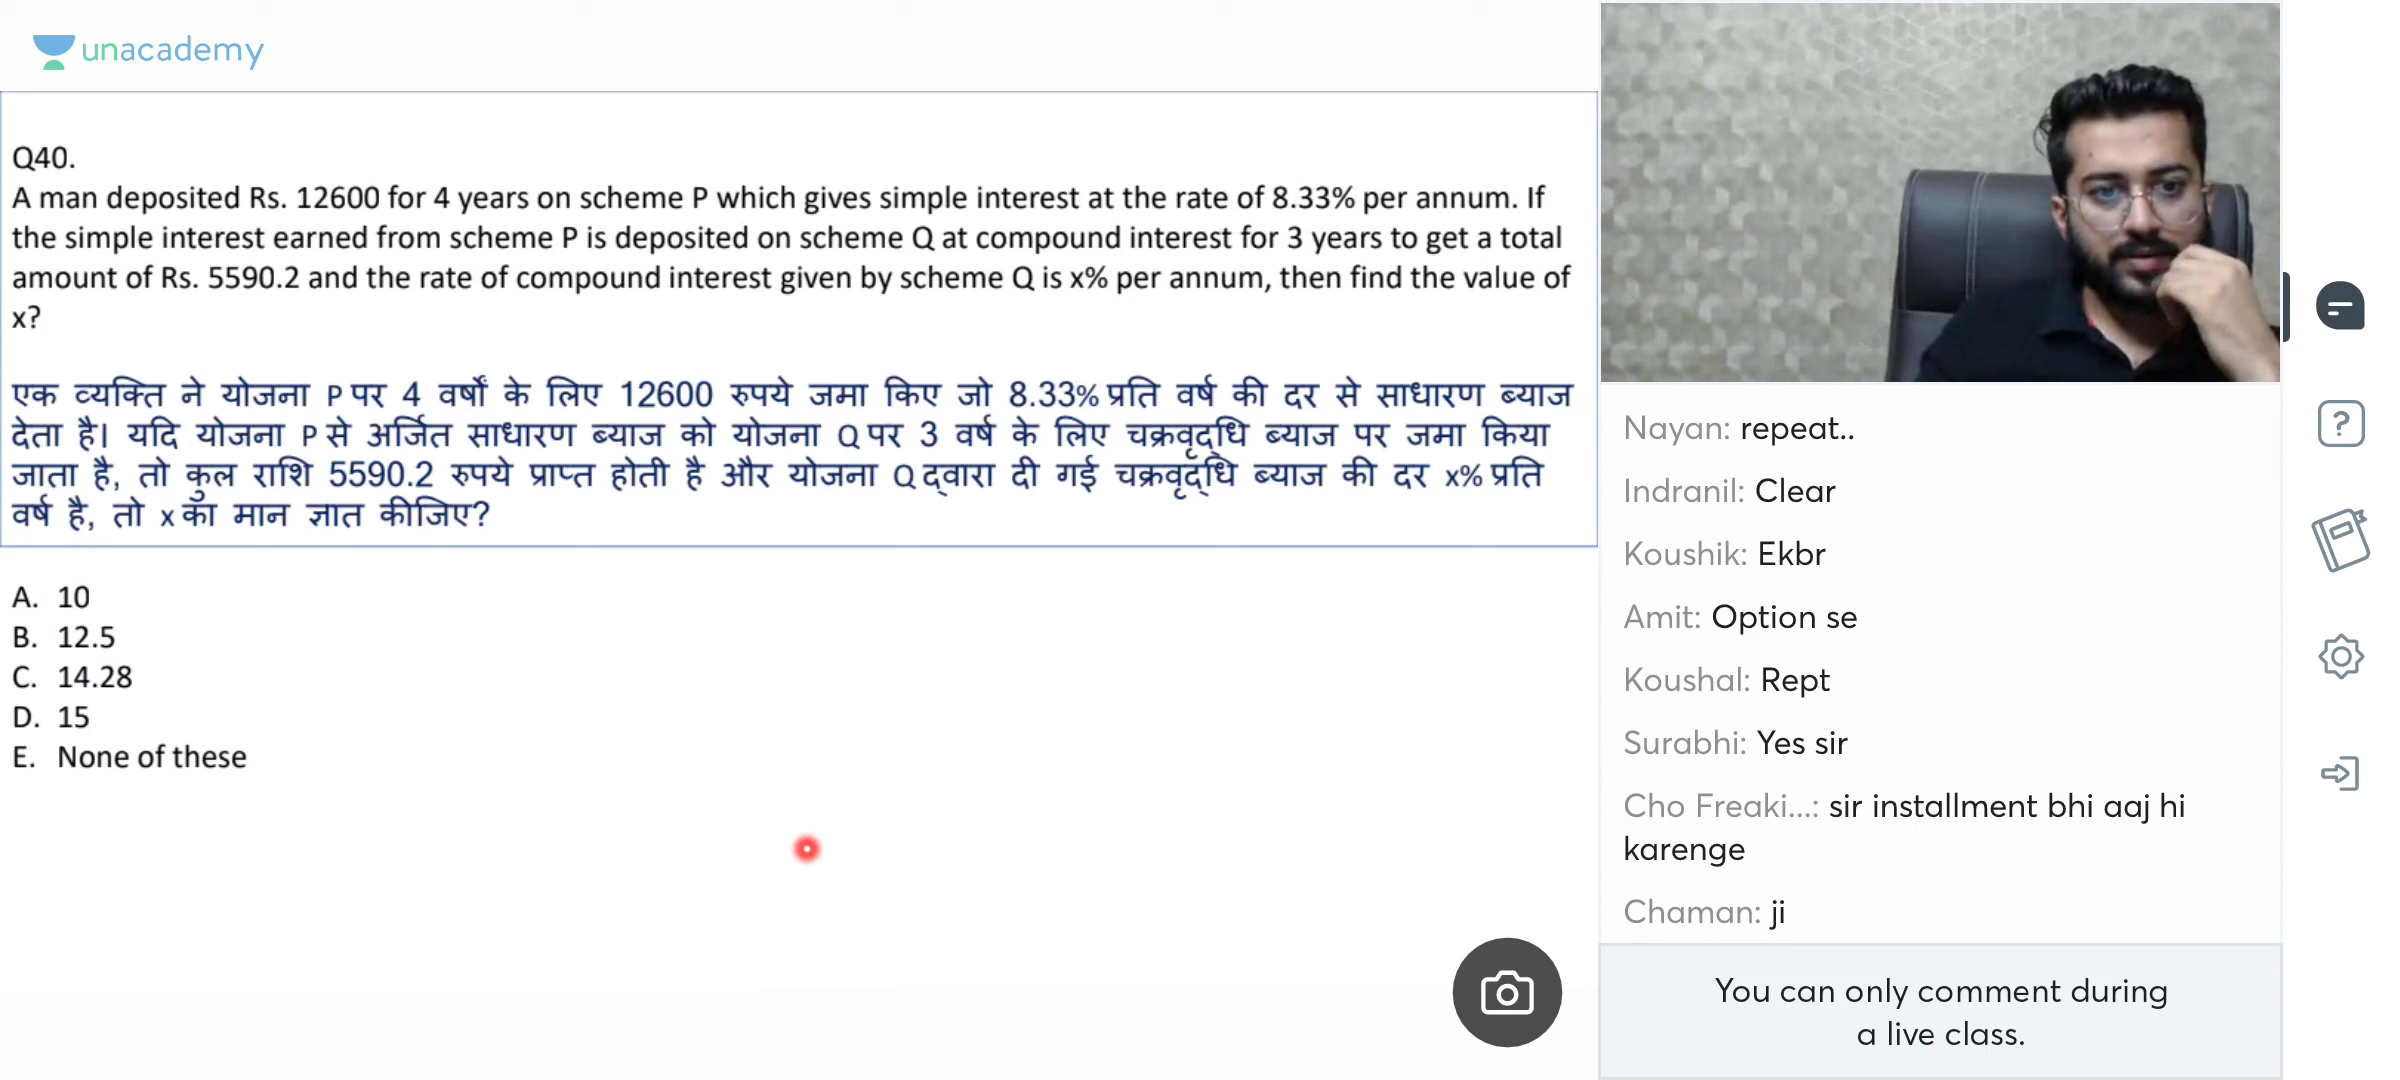 unacademy
Q40.
A man deposited Rs. 12600 for 4 years on scheme P which gives simple interest at the rate of 8.33% per annum. If
the simple interest earned from scheme P is deposited on scheme Q at compound interest for 3 years to get a total
amount of Rs. 5590.2 and the rate of compound interest given by scheme Q is x% per annum, then find the value of
x?
एक व्यक्ति ने योजना P पर 4 वर्षों के लिए 12600 रुपये जमा किए जो 8.33% प्रति वर्ष की दर से साधारण ब्याज
देता है। यदि योजना P से अर्जित साधारण ब्याज को योजना Q पर 3 वर्ष के लिए चक्रवृद्धि ब्याज पर जमा किया
जाता है, तो कुल राशि 5590.2 रुपये प्राप्त होती है और योजना Q द्वारा दी गई चक्रवृद्धि ब्याज की दर x% प्रति
वर्ष है, तो x का मान ज्ञात कीजिए?
A. 10
B. 12.5
C. 14.28
D. 15
E. None of these
Nayan: repeat..
Indranil: Clear
Koushik: Ekbr
Amit: Option se
Koushal: Rept
Surabhi: Yes sir
Cho Freaki...: sir installment bhi aaj hi
karenge
Chaman: ji
You can only comment during
a live class.
?